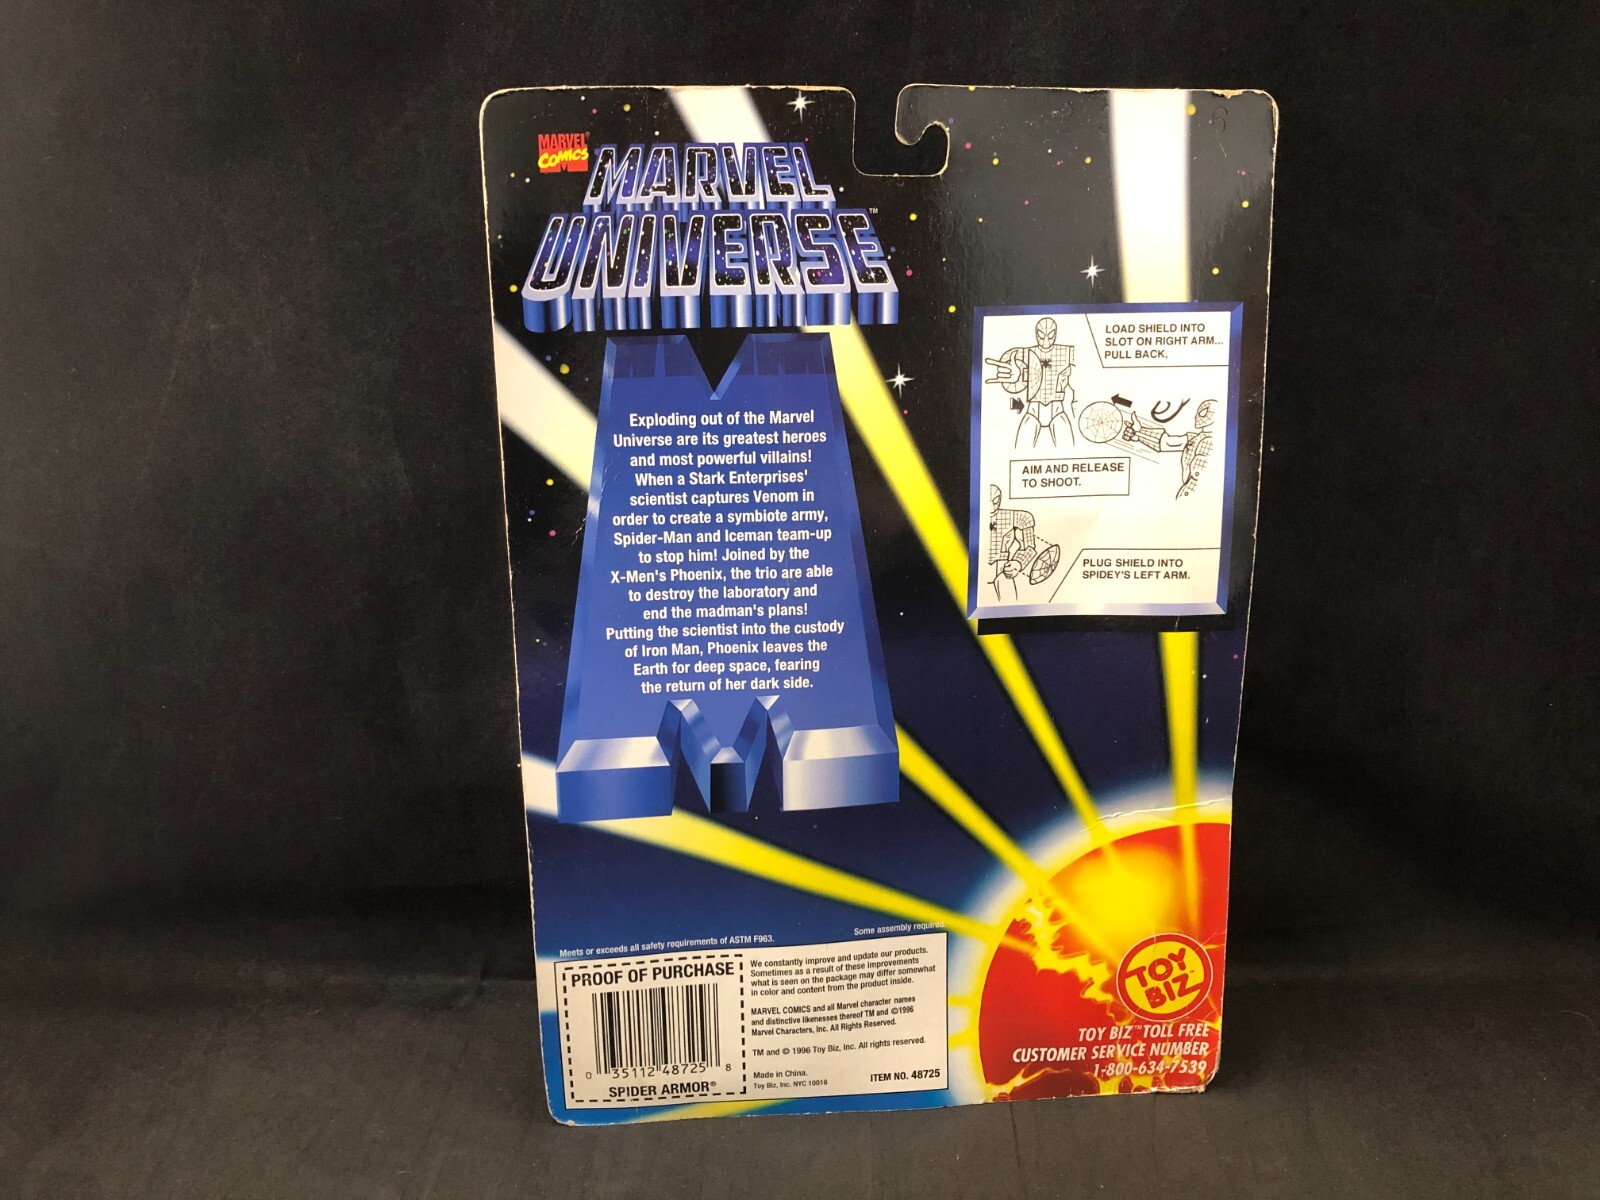 MARVEL
COMICS
MARVEL
UNIVERSE™
Exploding out of the Marvel
Universe are its greatest heroes
and most powerful villains!
When a Stark Enterprises'
scientist captures Venom in
order to create a symbiote army,
Spider-Man and Iceman team-up
to stop him! Joined by the
X-Men's Phoenix, the trio are able
to destroy the laboratory and
end the madman's plans!
Putting the scientist into the custody
of Iron Man, Phoenix leaves the
Earth for deep space, fearing
the return of her dark side.
LOAD SHIELD INTO
SLOT ON RIGHT ARM...
PULL BACK,
AIM AND RELEASE
TO SHOOT.
PLUG SHIELD INTO
SPIDEY'S LEFT ARM.
Meets or exceeds all safety requirements of ASTM F963.
Some assembly required.
PROOF OF PURCHASE
0 35112 48725 8
SPIDER ARMOR®
We constantly improve and update our products.
Sometimes as a result of these improvements
what is seen on the package may differ somewhat
in color and content from the product inside.
MARVEL COMICS and all Marvel character names
and distinctive likenesses thereof TM and ©1996
Marvel Characters, Inc. All Rights Reserved.
TM and © 1996 Toy Biz, Inc. All rights reserved.
Made in China.
Toy Biz, Inc. NYC 10016
ITEM NO. 48725
TOY
BIZ
TOY BIZ™ TOLL FREE
CUSTOMER SERVICE NUMBER
1-800-634-7539